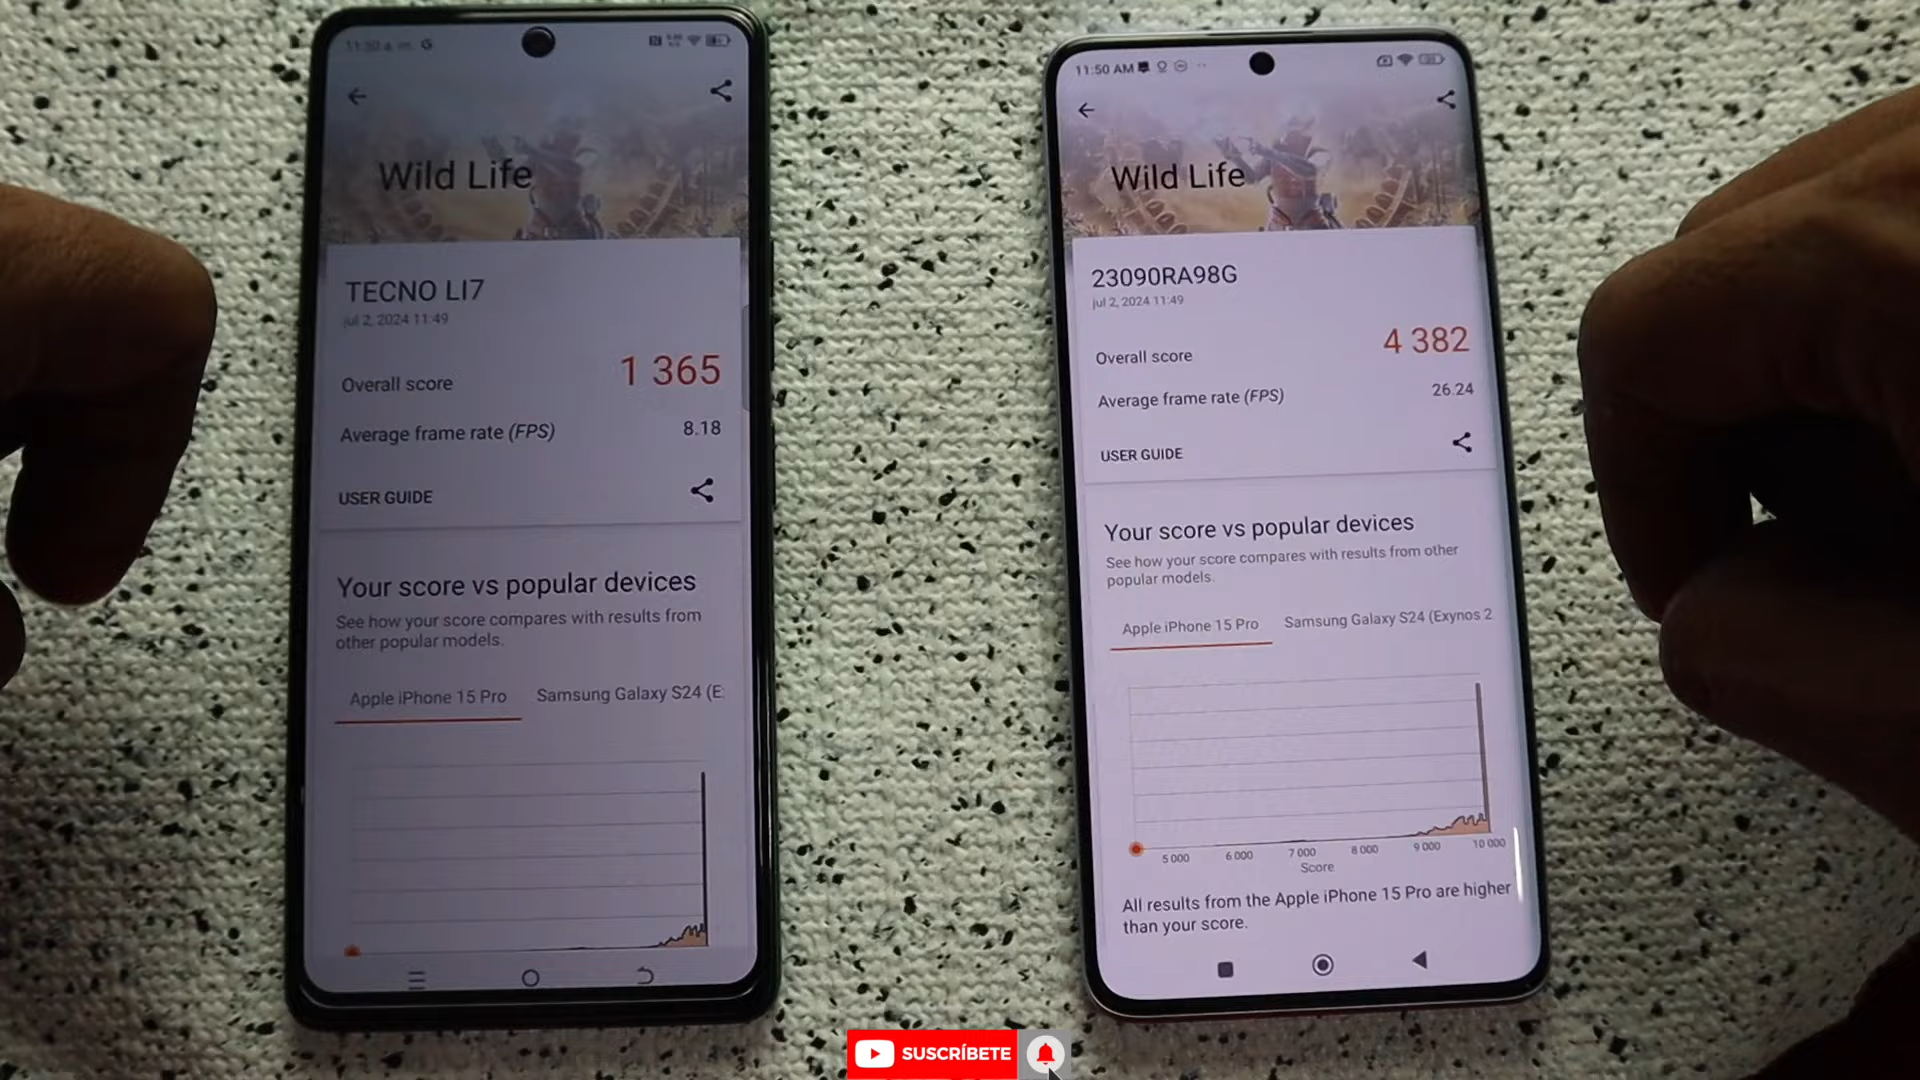 Wild Life
TECNO LI7
jul 2, 2024 11:49
Overall score
1 365
Average frame rate (FPS)
8.18
USER GUIDE
Your score vs popular devices
See how your score compares with results from
other popular models.
Apple iPhone 15 Pro
Samsung Galaxy S24 (E:
11:50 AM
Wild Life
23090RA98G
jul 2, 2024 11:49
Overall score
4 382
Average frame rate (FPS)
26.24
USER GUIDE
Your score vs popular devices
See how your score compares with results from other
popular models.
Apple iPhone 15 Pro
Samsung Galaxy S24 (Exynos 2
5 000 6 000 7 000 8 000 9 000 10 000
Score
All results from the Apple iPhone 15 Pro are higher
than your score.
SUSCRÍBETE